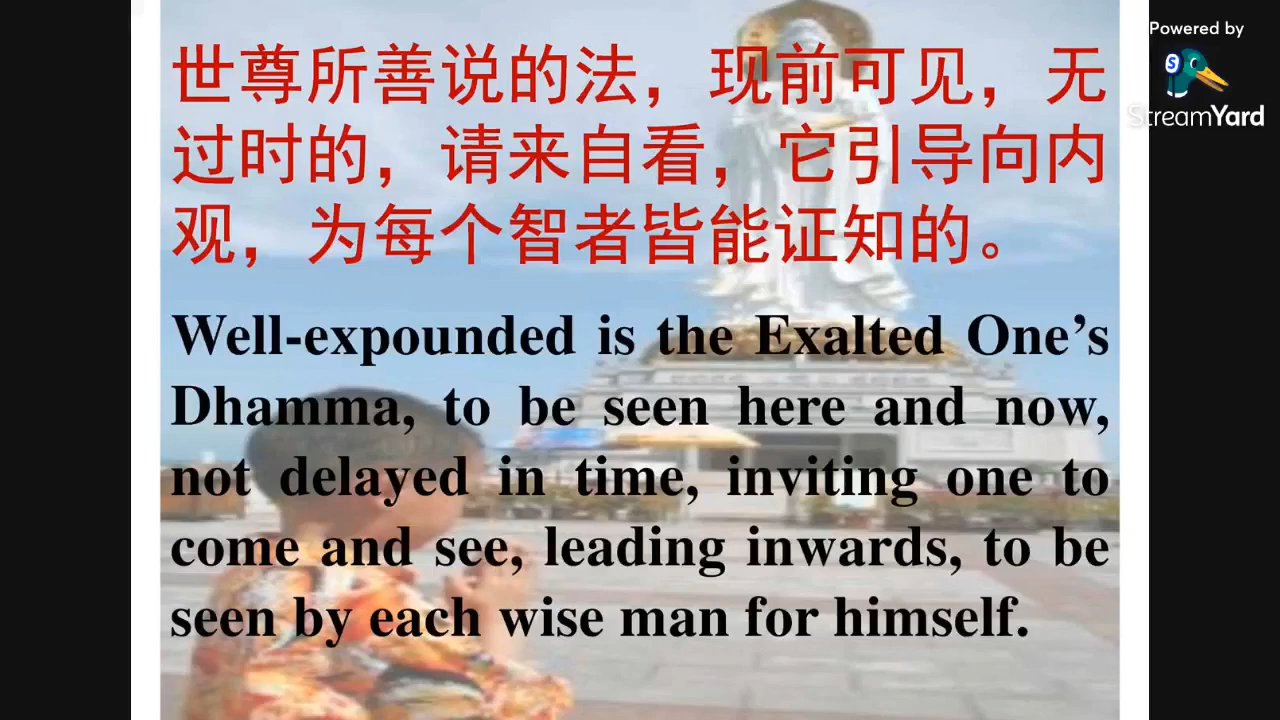 世尊所善说的法，现前可见，无
过时的，请来自看，它引导向内
观，为每个智者皆能证知的。
Well-expounded is the Exalted One’s
Dhamma, to be seen here and now,
not delayed in time, inviting one to
come and see, leading inwards, to be
seen by each wise man for himself.
Powered by
S
StreamYard